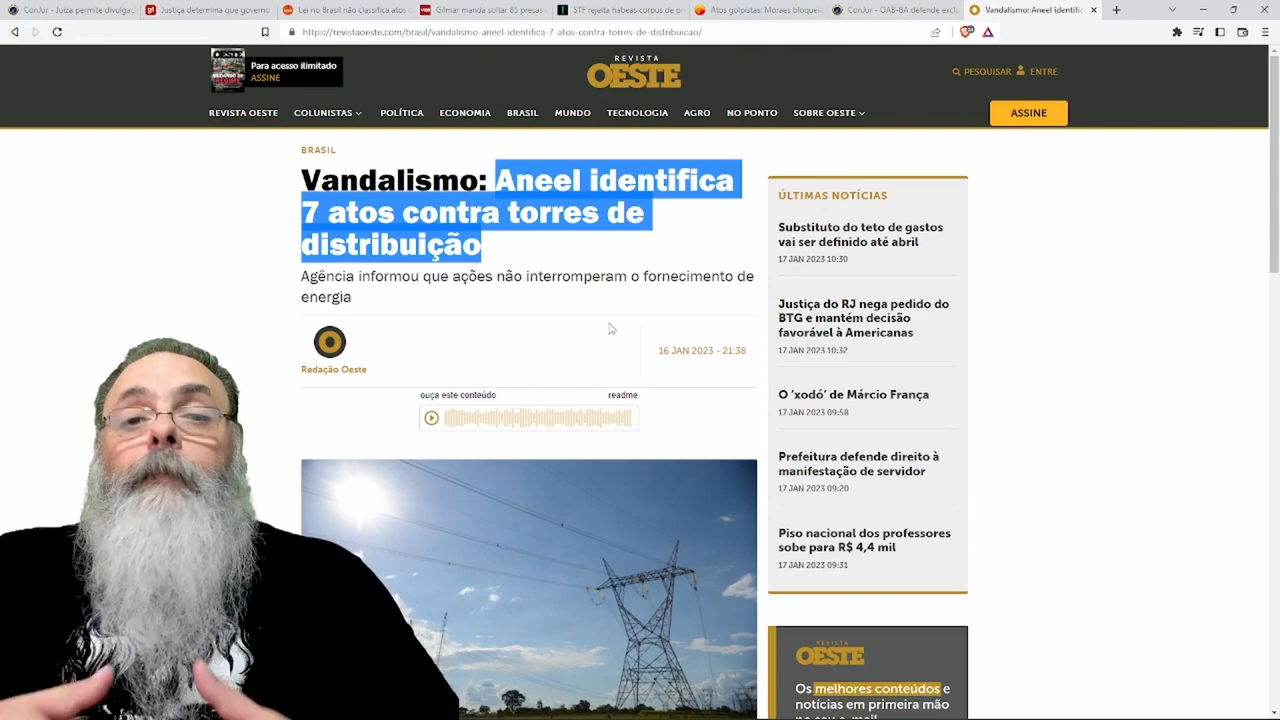 ConJur - Juíza permite divulgaç
Justiça determina que governo
Lei no Brasil não classifica atos
Gilmar manda soltar 85 presas
STF rejeita habeas corpus de pr
Atos golpistas: Moraes bloqueie
ConJur - OAB-BA defende exclu
Vandalismo: Aneel identific
https://revistaoeste.com/brasil/vandalismo-aneel-identifica-7-atos-contra-torres-de-distribuicao/
OESTE
Para acesso ilimitado
ASSINE
REVISTA
OESTE
PESQUISAR
ENTRE
REVISTA OESTE
COLUNISTAS
POLÍTICA
ECONOMIA
BRASIL
MUNDO
TECNOLOGIA
AGRO
NO PONTO
SOBRE OESTE
ASSINE
BRASIL
Vandalismo: Aneel identifica
7 atos contra torres de
distribuição
Agência informou que ações não interromperam o fornecimento de
energia
Redação Oeste
16 JAN 2023 - 21:38
ouça este conteúdo
readme
ÚLTIMAS NOTÍCIAS
Substituto do teto de gastos
vai ser definido até abril
17 JAN 2023 10:30
Justiça do RJ nega pedido do
BTG e mantém decisão
favorável à Americanas
17 JAN 2023 10:32
O ‘xodó’ de Márcio França
17 JAN 2023 09:58
Prefeitura defende direito à
manifestação de servidor
17 JAN 2023 09:20
Piso nacional dos professores
sobe para R$ 4,4 mil
17 JAN 2023 09:31
REVISTA
OESTE
Os melhores conteúdos e
notícias em primeira mão
no seu e-mail